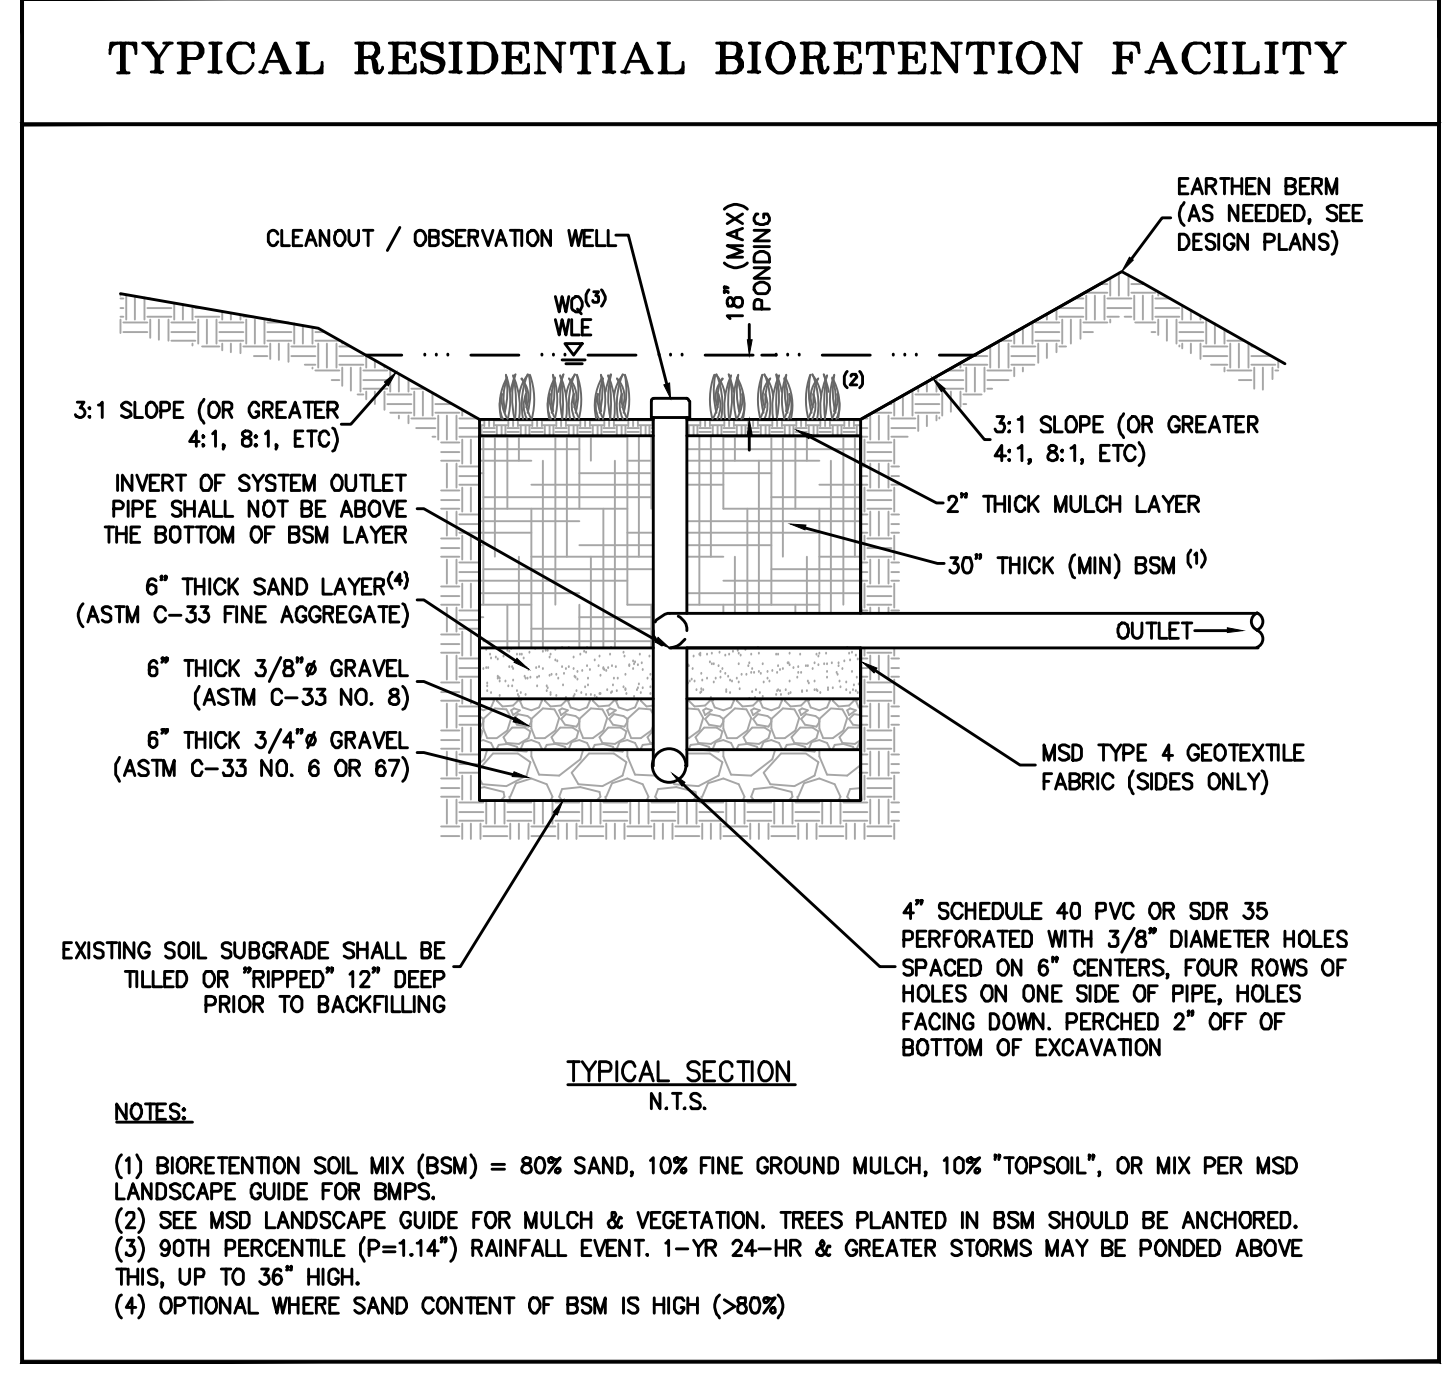 TYPICAL RESIDENTIAL BIORETENTION FACILITY
EARTHEN BERM
(AS NEEDED, SEE
DESIGN PLANS)
CLEANOUT / OBSERVATION WELL
18" (MAX)
PONDING
WQ(3)
WLE
(2)
3:1 SLOPE (OR GREATER
4:1, 8:1, ETC)
3:1 SLOPE (OR GREATER
4:1, 8:1, ETC)
INVERT OF SYSTEM OUTLET
PIPE SHALL NOT BE ABOVE
THE BOTTOM OF BSM LAYER
2" THICK MULCH LAYER
30" THICK (MIN) BSM (1)
6" THICK SAND LAYER(4)
(ASTM C-33 FINE AGGREGATE)
OUTLET
6" THICK 3/8"ø GRAVEL
(ASTM C-33 NO. 8)
6" THICK 3/4"ø GRAVEL
(ASTM C-33 NO. 6 OR 67)
MSD TYPE 4 GEOTEXTILE
FABRIC (SIDES ONLY)
EXISTING SOIL SUBGRADE SHALL BE
TILLED OR "RIPPED" 12" DEEP
PRIOR TO BACKFILLING
4" SCHEDULE 40 PVC OR SDR 35
PERFORATED WITH 3/8" DIAMETER HOLES
SPACED ON 6" CENTERS, FOUR ROWS OF
HOLES ON ONE SIDE OF PIPE, HOLES
FACING DOWN. PERCHED 2" OFF OF
BOTTOM OF EXCAVATION
TYPICAL SECTION
N.T.S.
NOTES:
(1) BIORETENTION SOIL MIX (BSM) = 80% SAND, 10% FINE GROUND MULCH, 10% "TOPSOIL", OR MIX PER MSD
LANDSCAPE GUIDE FOR BMPS.
(2) SEE MSD LANDSCAPE GUIDE FOR MULCH & VEGETATION. TREES PLANTED IN BSM SHOULD BE ANCHORED.
(3) 90TH PERCENTILE (P=1.14") RAINFALL EVENT. 1-YR 24-HR & GREATER STORMS MAY BE PONDED ABOVE
THIS, UP TO 36" HIGH.
(4) OPTIONAL WHERE SAND CONTENT OF BSM IS HIGH (>80%)